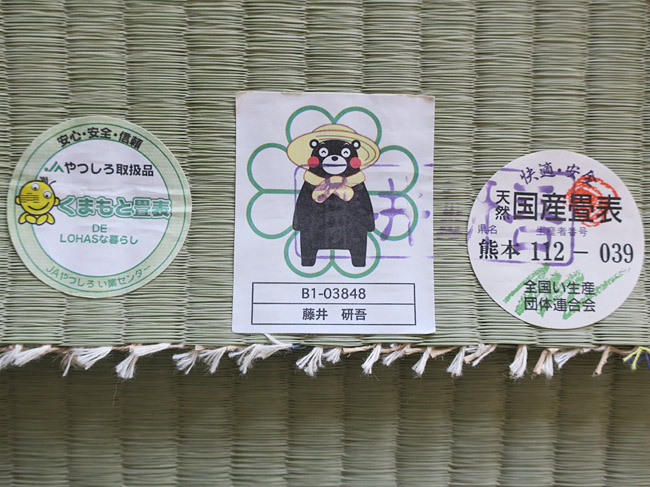 安心・安全・信頼
JAやつしろ取扱品
くまもと畳表
DE
LOHASな暮らし
JAやつしろ い業センター
B1-03848
藤井 研吾
快適・安全
天然 国産畳表
県名 生産者番号
熊本 112 - 039
全国い生産
団体連合会